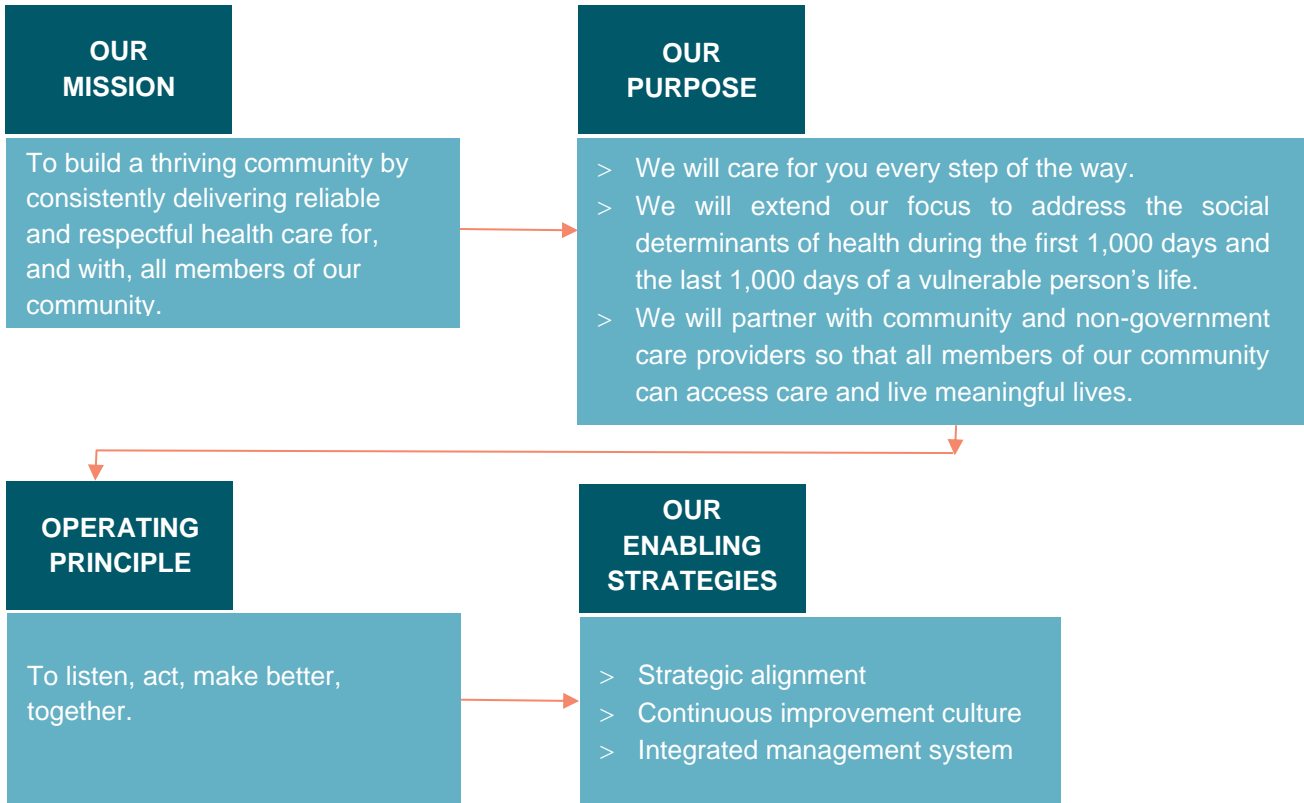 OUR
MISSION
To build a thriving community by
consistently delivering reliable
and respectful health care for,
and with, all members of our
community.
OUR
PURPOSE
> We will care for you every step of the way.
> We will extend our focus to address the social
determinants of health during the first 1,000 days and
the last 1,000 days of a vulnerable person’s life.
> We will partner with community and non-government
care providers so that all members of our community
can access care and live meaningful lives.
OPERATING
PRINCIPLE
To listen, act, make better,
together.
OUR
ENABLING
STRATEGIES
> Strategic alignment
> Continuous improvement culture
> Integrated management system